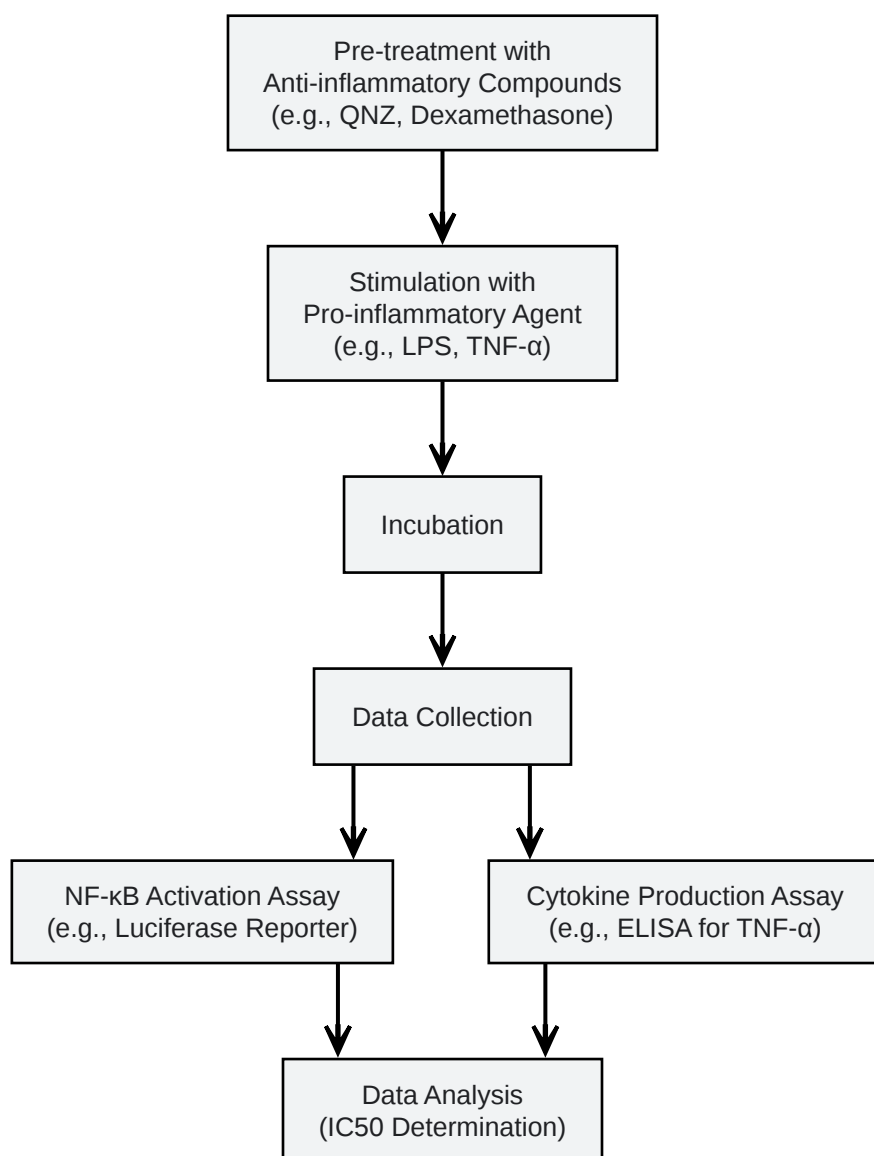 Pre-treatment with
Anti-inflammatory Compounds
(e.g., QNZ, Dexamethasone)
Stimulation with
Pro-inflammatory Agent
(e.g., LPS, TNF-α)
Incubation
Data Collection
NF-κB Activation Assay
(e.g., Luciferase Reporter)
Cytokine Production Assay
(e.g., ELISA for TNF-α)
Data Analysis
(IC50 Determination)